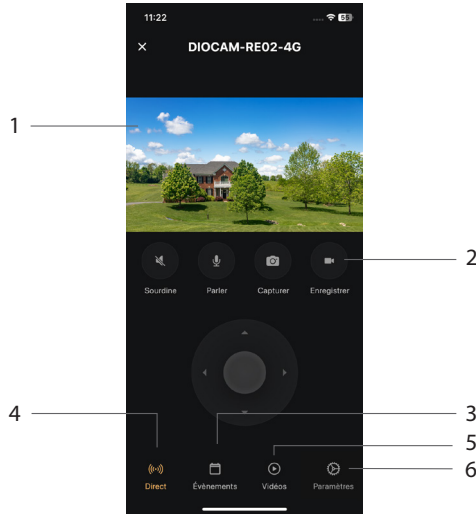 11:22
56
× DIOCAM-RE02-4G
1
2
Sourdine Parler Capturer Enregistrer
3
4
5
6
Direct Évènements Vidéos Paramètres